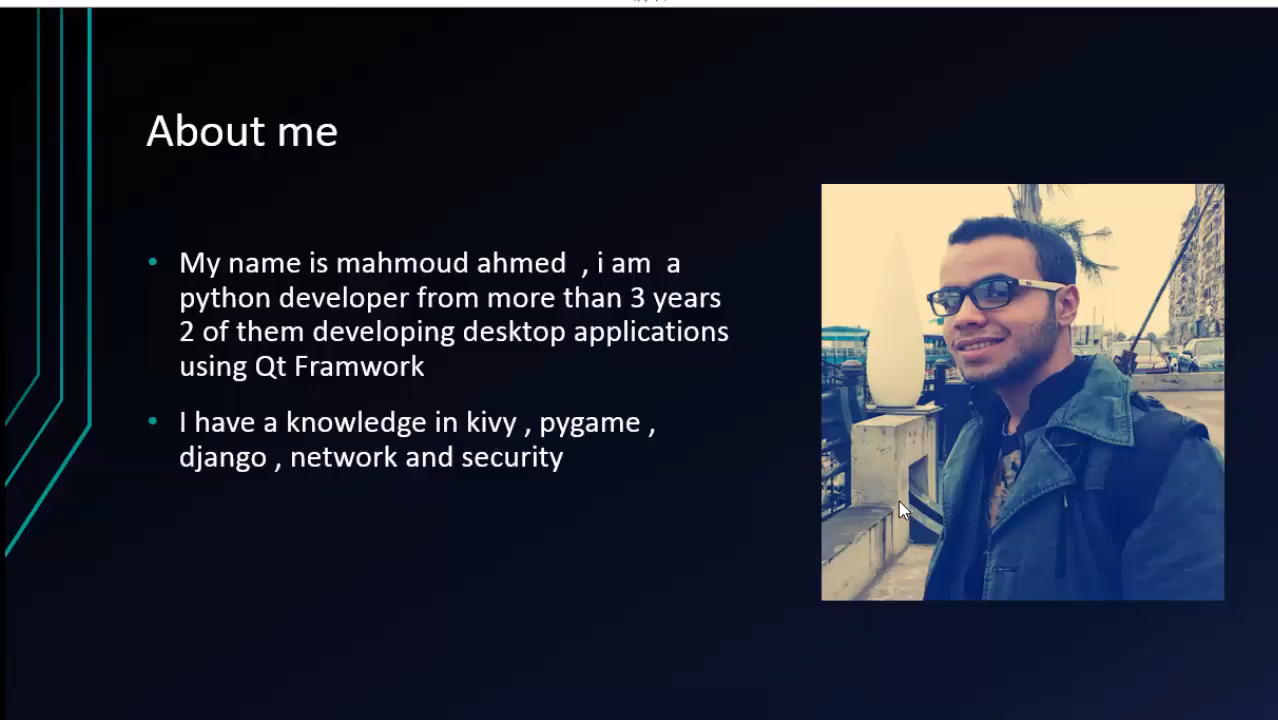 About me
My name is mahmoud ahmed , i am a
python developer from more than 3 years
2 of them developing desktop applications
using Qt Framwork
I have a knowledge in kivy , pygame ,
django , network and security